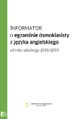 INFORMATOR
o egzaminie ósmoklasisty
z języka angielskiego
od roku szkolnego 2018/2019